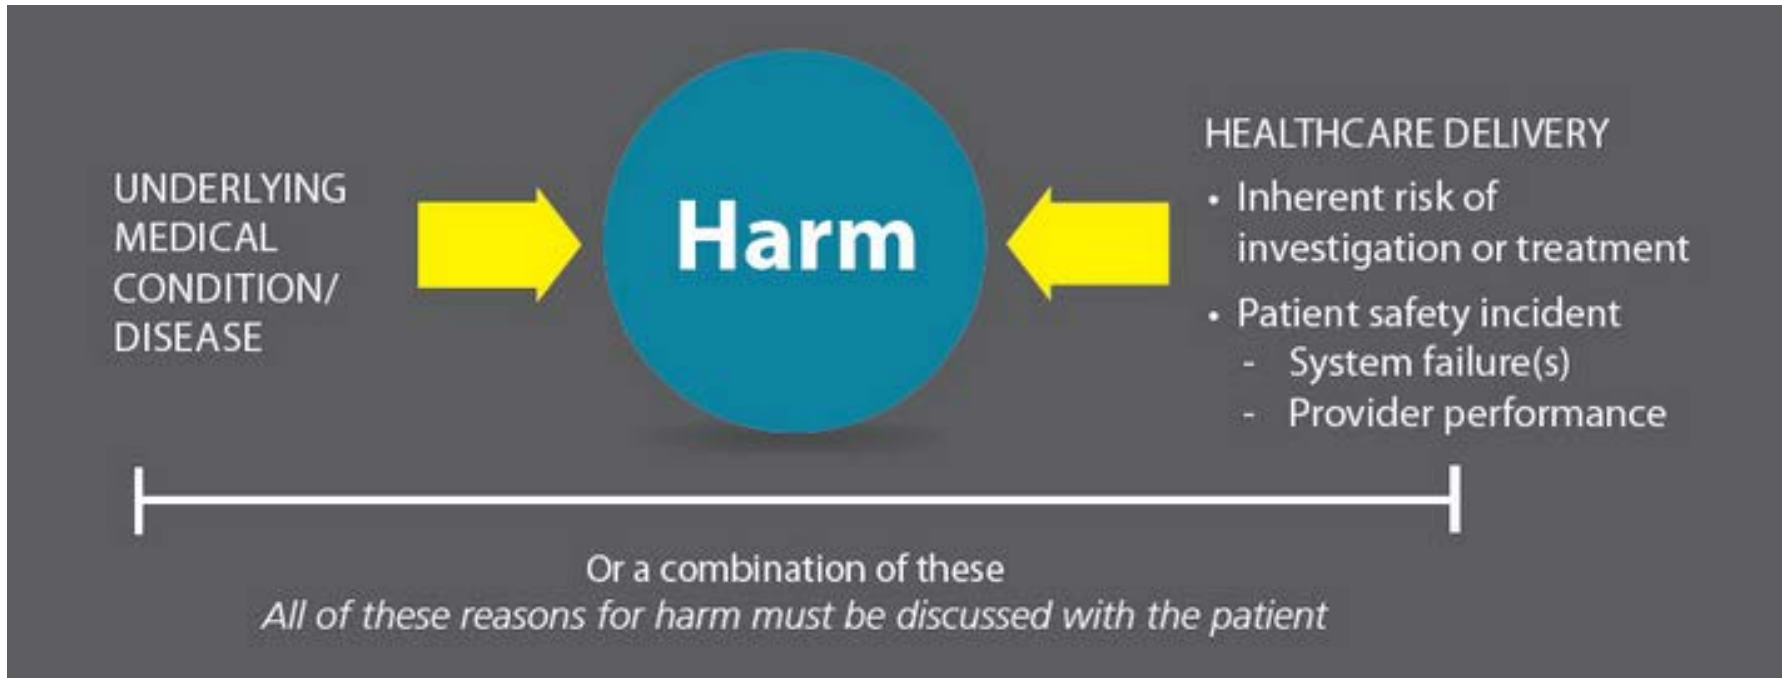 UNDERLYING
MEDICAL
CONDITION/
DISEASE
Harm
HEALTHCARE DELIVERY
• Inherent risk of
investigation or treatment
• Patient safety incident
- System failure(s)
- Provider performance
Or a combination of these
All of these reasons for harm must be discussed with the patient